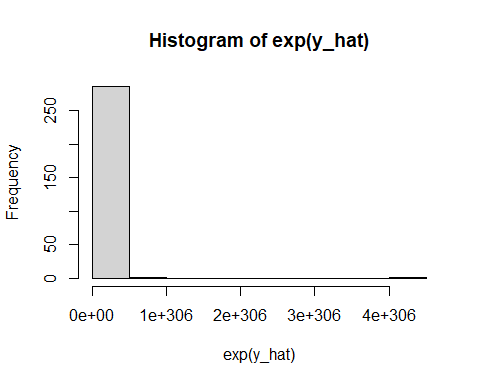 Histogram of exp(y_hat)
Frequency
250
150
50
0
0e+00 1e+306 2e+306 3e+306 4e+306
exp(y_hat)